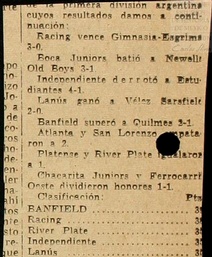 de la primera división argentina
cuyos resultados damos a conti-
nuación:
Racing vence Gimnasia-Esgrima
3-0.
Boca Juniors batió a Newells
Old Boys 3-1.
Independiente derrotó a Estu-
diantes 4-1.
Lanús ganó a Vélez Sarsfield
2-0.
Banfield superó a Quilmes 3-1.
Atlanta y San Lorenzo empata-
ron a 2.
Platense y River Plate igualaron
a 1.
Chacarita Juniors y Ferrocarril
Oeste dividieron honores 1-1.
Clasificación: Pts
BANFIELD
Racing
River Plate
Independiente
Lanús